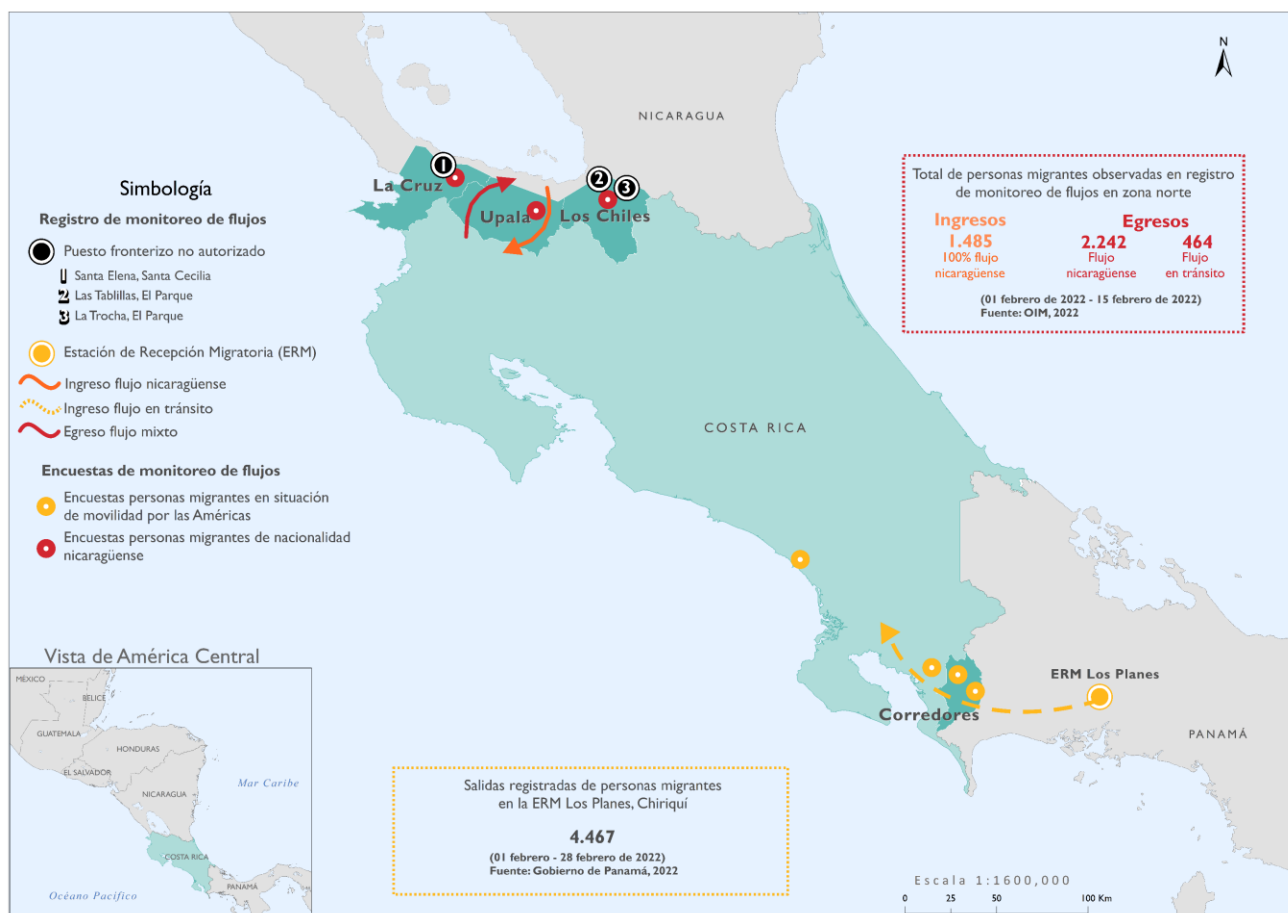 N
NICARAGUA
La Cruz
1
Upala
2
3
Los Chiles
Simbología
Registro de monitoreo de flujos
Puesto fronterizo no autorizado
1 Santa Elena, Santa Cecilia
2 Las Tablillas, El Parque
3 La Trocha, El Parque
Estación de Recepción Migratoria (ERM)
Ingreso flujo nicaragüense
Ingreso flujo en tránsito
Egreso flujo mixto
Encuestas de monitoreo de flujos
Encuestas personas migrantes en situación
de movilidad por las Américas
Encuestas personas migrantes de nacionalidad
nicaragüense
Total de personas migrantes observadas en registro
de monitoreo de flujos en zona norte
Ingresos
1.485
100% flujo
nicaragüense
Egresos
2.242
Flujo
nicaragüense
464
Flujo
en tránsito
(01 febrero de 2022 - 15 febrero de 2022)
Fuente: OIM, 2022
COSTA RICA
Corredores
ERM Los Planes
PANAMÁ
Vista de América Central
MÉXICO
BELICE
GUATEMALA
HONDURAS
EL SALVADOR
NICARAGUA
Mar Caribe
COSTA RICA
PANAMÁ
Océano Pacífico
Salidas registradas de personas migrantes
en la ERM Los Planes, Chiriquí
4.467
(01 febrero - 28 febrero de 2022)
Fuente: Gobierno de Panamá, 2022
Escala 1:1600,000
0 25 50 100 Km